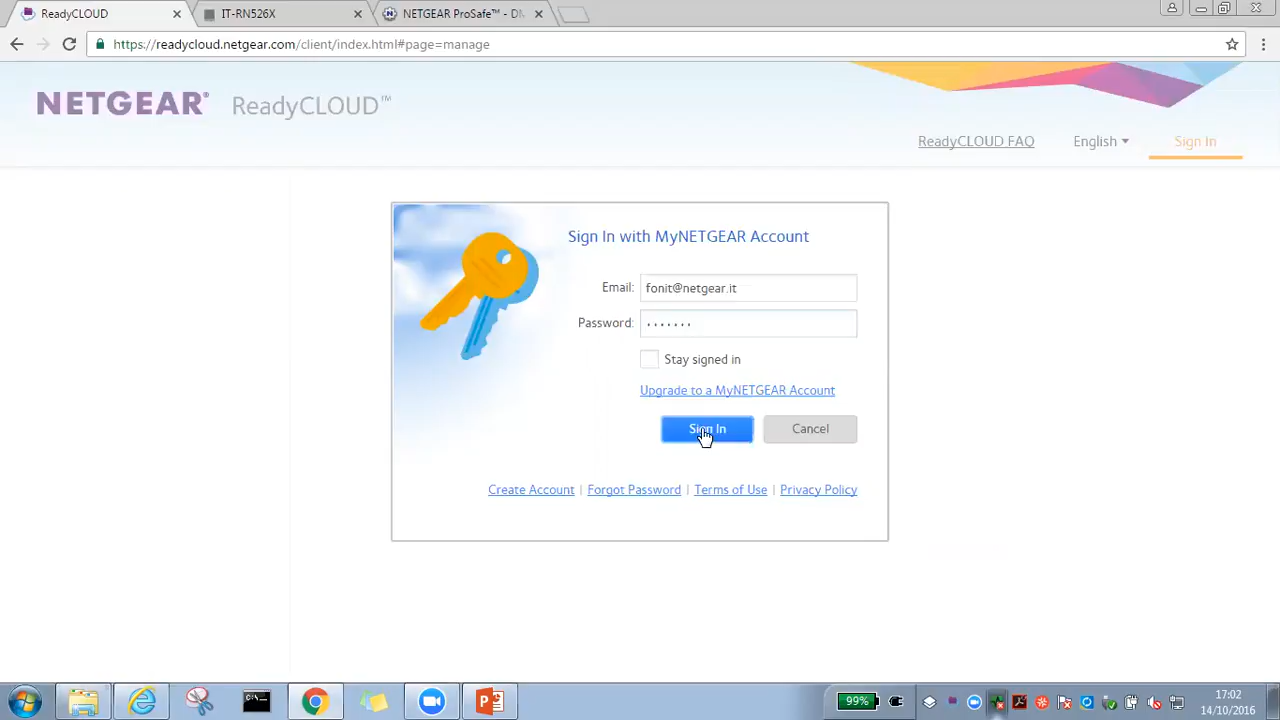 ReadyCLOUD
IT-RN526X
NETGEAR ProSafe™ - DM
https://readycloud.netgear.com/client/index.html#page=manage
NETGEAR® ReadyCLOUD™
ReadyCLOUD FAQ
English
Sign In
Sign In with MyNETGEAR Account
Email: fonit@netgear.it
Password: .......
Stay signed in
Upgrade to a MyNETGEAR Account
Sign In
Cancel
Create Account | Forgot Password | Terms of Use | Privacy Policy
99%
17:02
14/10/2016